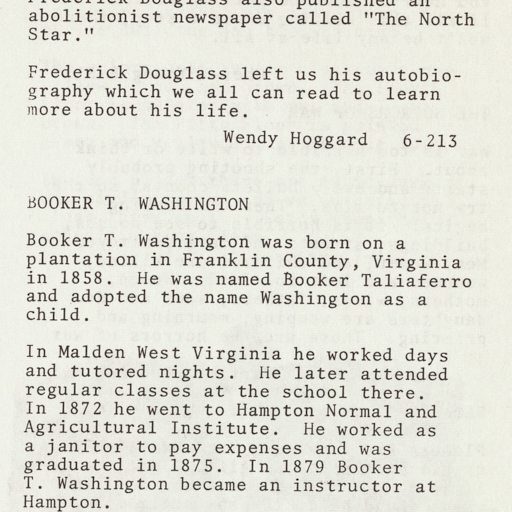 Frederick Douglass also published an
abolitionist newspaper called "The North
Star."
Frederick Douglass left us his autobio-
graphy which we all can read to learn
more about his life.
Wendy Hoggard 6-213
BOOKER T. WASHINGTON
Booker T. Washington was born on a
plantation in Franklin County, Virginia
in 1858. He was named Booker Taliaferro
and adopted the name Washington as a
child.
In Malden West Virginia he worked days
and tutored nights. He later attended
regular classes at the school there.
In 1872 he went to Hampton Normal and
Agricultural Institute. He worked as
a janitor to pay expenses and was
graduated in 1875. In 1879 Booker
T. Washington became an instructor at
Hampton.